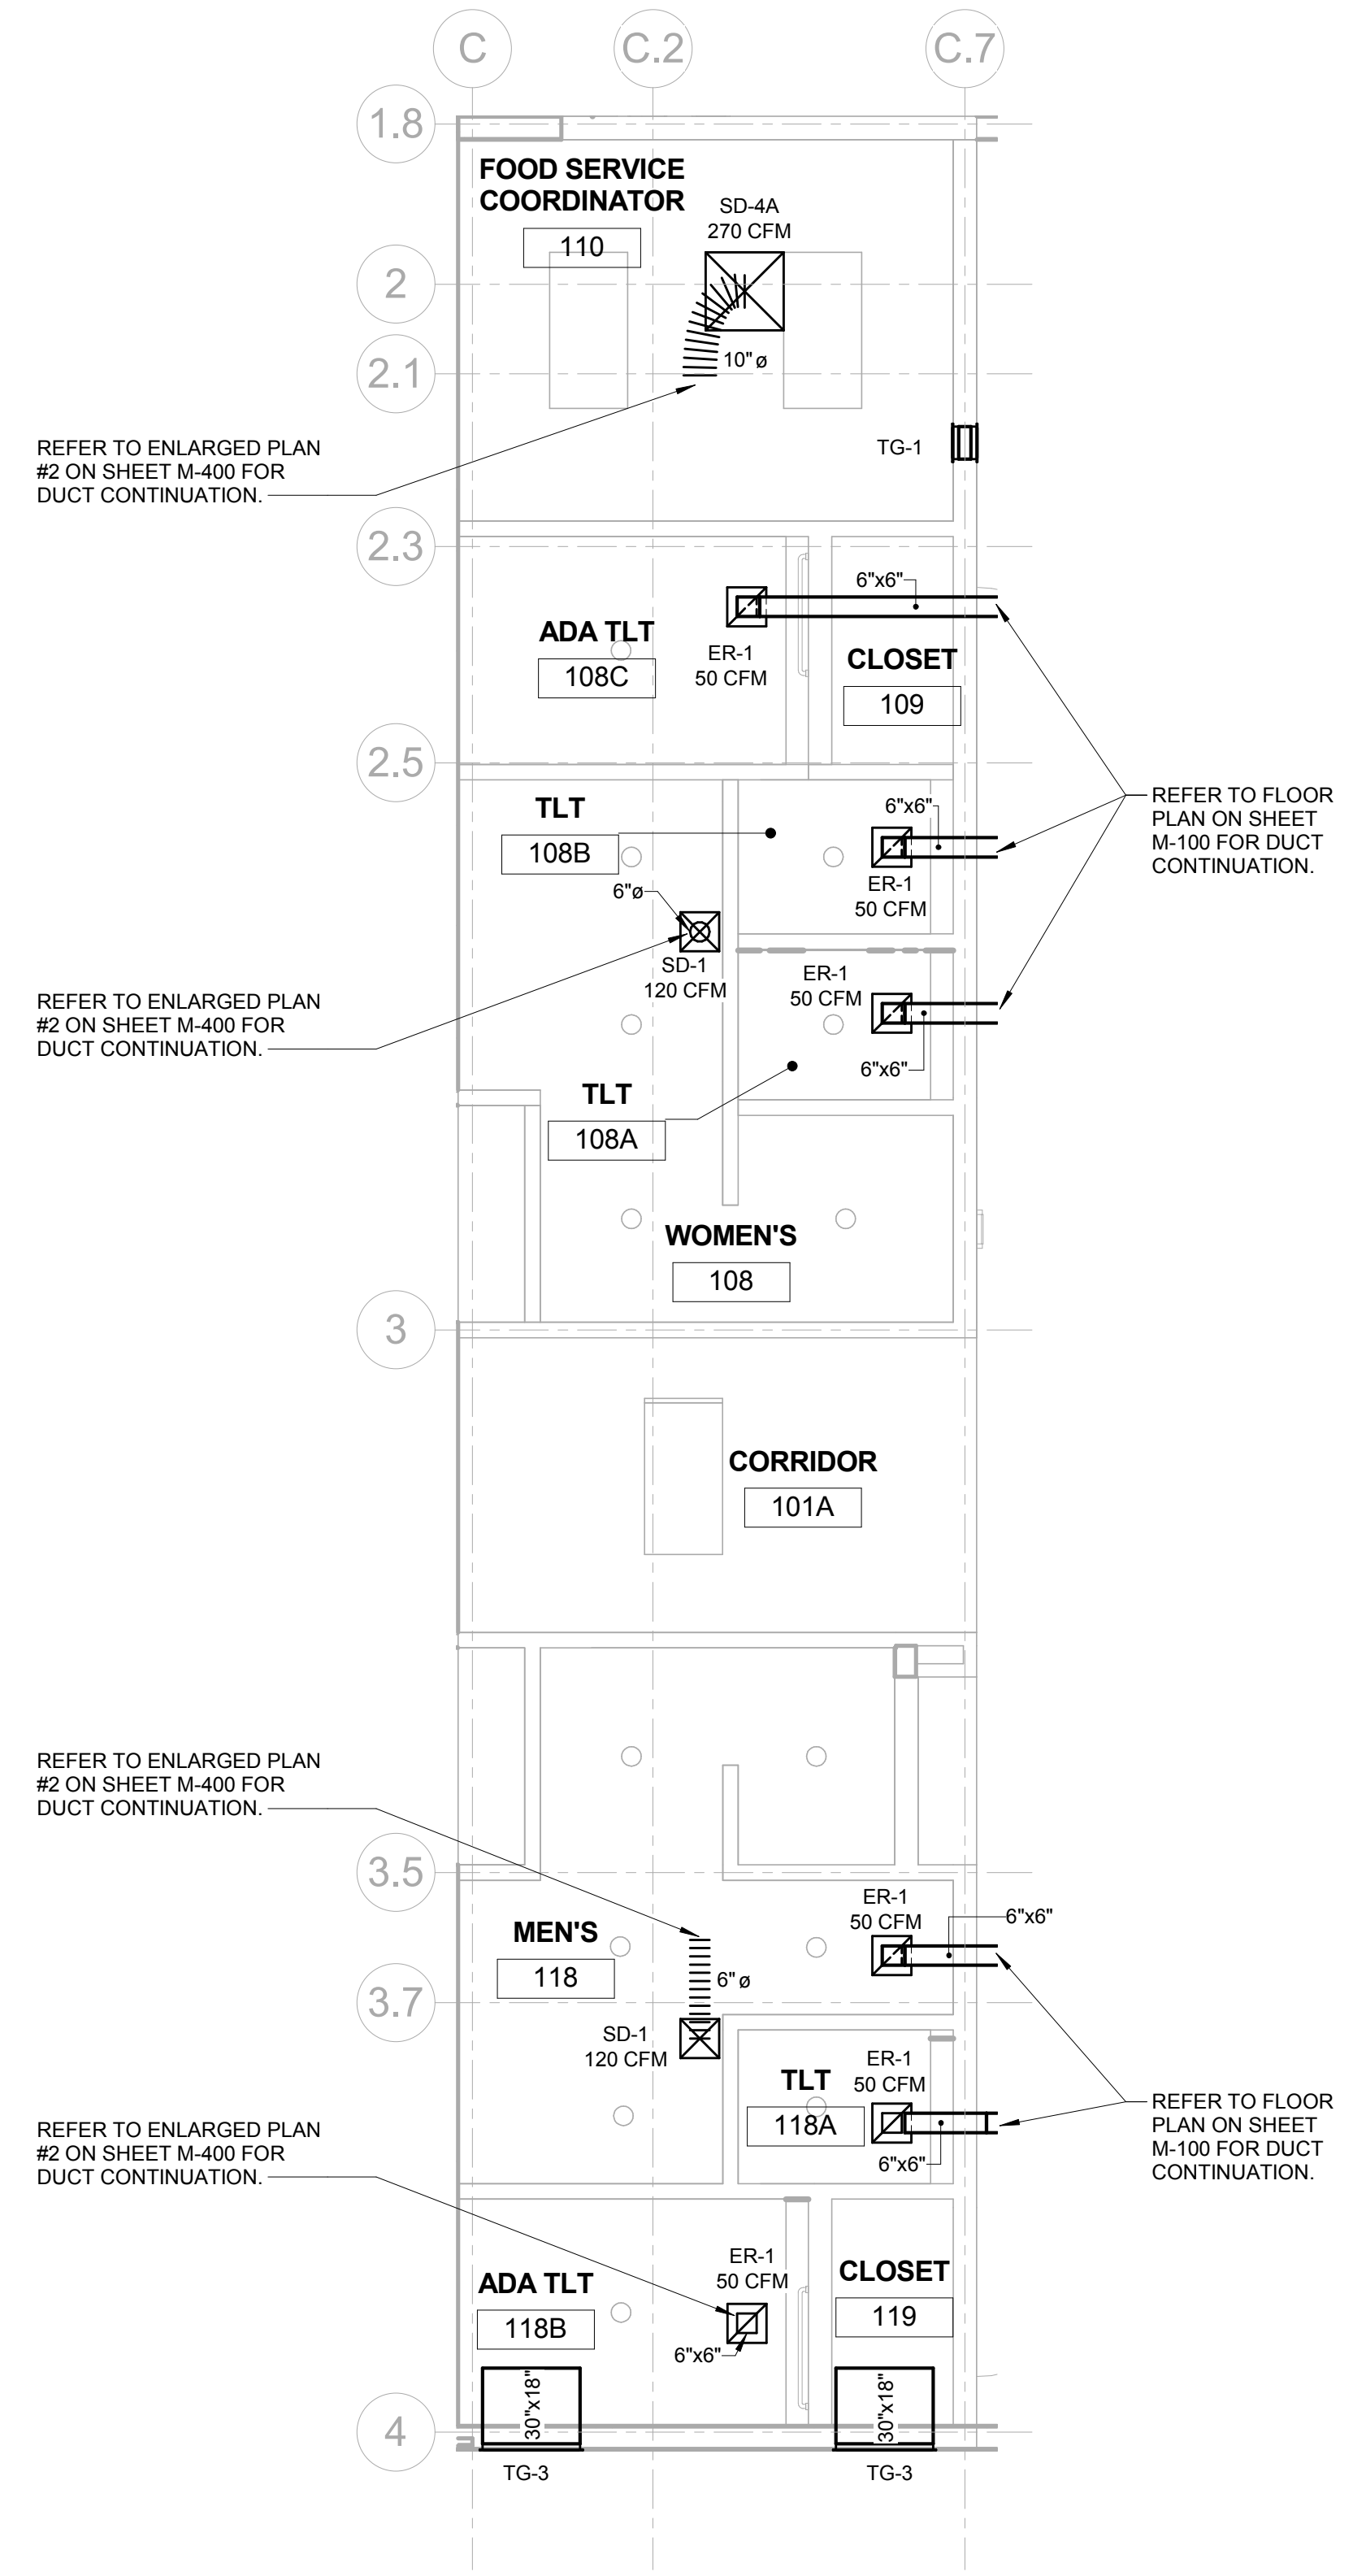 C
C.2
C.7
1.8
FOOD SERVICE
COORDINATOR
110
SD-4A
270 CFM
2
10"ø
2.1
REFER TO ENLARGED PLAN
#2 ON SHEET M-400 FOR
DUCT CONTINUATION.
TG-1
2.3
6"x6"
ADA TLT
108C
ER-1
50 CFM
CLOSET
109
2.5
REFER TO FLOOR
PLAN ON SHEET
M-100 FOR DUCT
CONTINUATION.
TLT
108B
6"x6"
ER-1
50 CFM
6"ø
SD-1
120 CFM
ER-1
50 CFM
REFER TO ENLARGED PLAN
#2 ON SHEET M-400 FOR
DUCT CONTINUATION.
6"x6"
TLT
108A
WOMEN'S
108
3
CORRIDOR
101A
REFER TO ENLARGED PLAN
#2 ON SHEET M-400 FOR
DUCT CONTINUATION.
3.5
ER-1
50 CFM
6"x6"
MEN'S
118
6"ø
3.7
SD-1
120 CFM
ER-1
50 CFM
TLT
118A
6"x6"
REFER TO FLOOR
PLAN ON SHEET
M-100 FOR DUCT
CONTINUATION.
REFER TO ENLARGED PLAN
#2 ON SHEET M-400 FOR
DUCT CONTINUATION.
ER-1
50 CFM
ADA TLT
118B
6"x6"
CLOSET
119
30"x18"
30"x18"
4
TG-3
TG-3